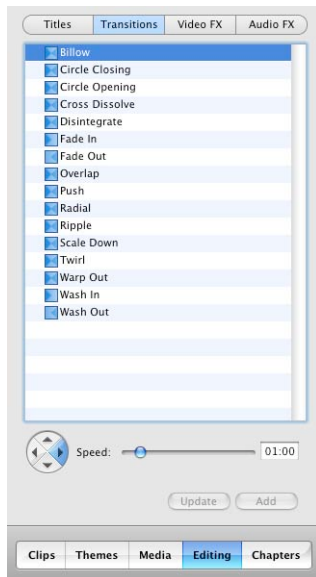 Titles Transitions Video FX Audio FX
Billow
Circle Closing
Circle Opening
Cross Dissolve
Disintegrate
Fade In
Fade Out
Overlap
Push
Radial
Ripple
Scale Down
Twirl
Warp Out
Wash In
Wash Out
Speed: 01:00
Update Add
Clips Themes Media Editing Chapters